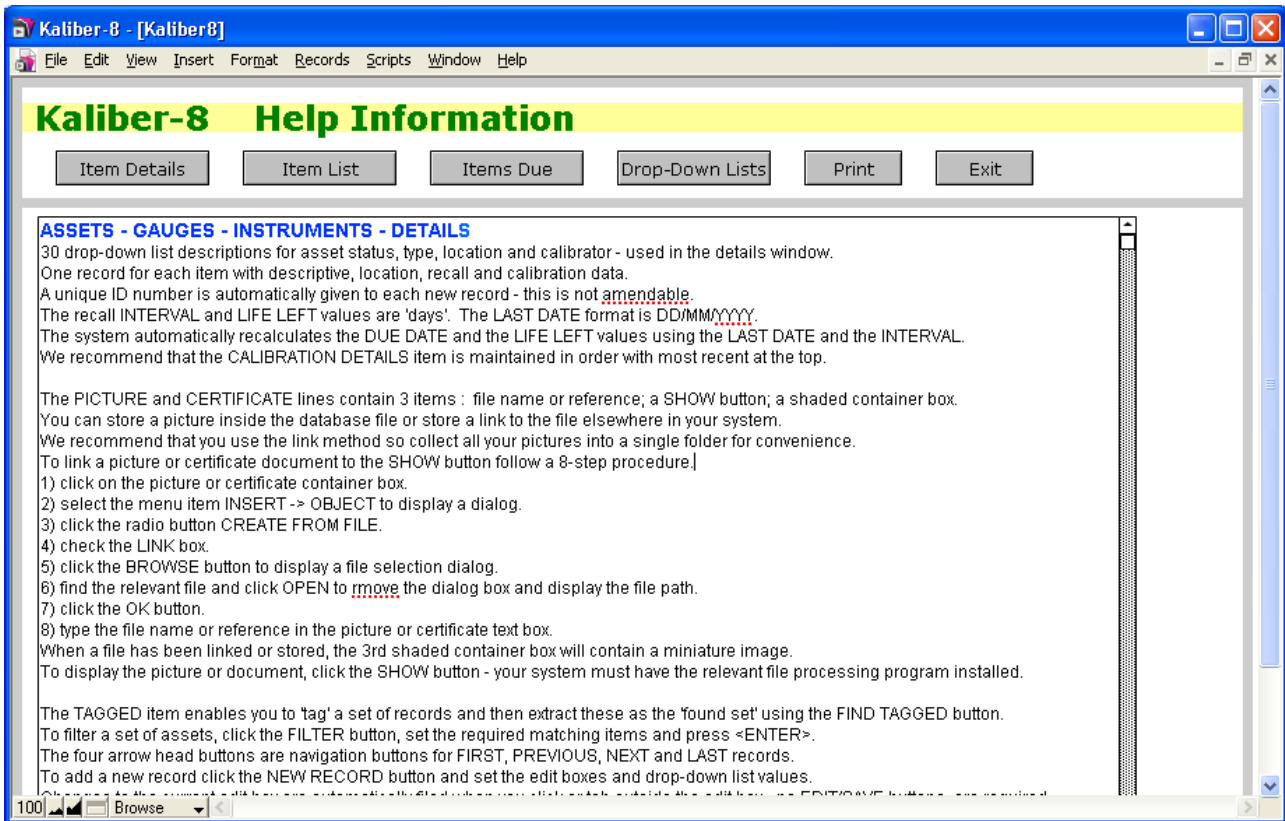 Kaliber-8 - [Kaliber8]
File Edit View Insert Format Records Scripts Window Help
Kaliber-8 Help Information
Item Details Item List Items Due Drop-Down Lists Print Exit
ASSETS - GAUGES - INSTRUMENTS - DETAILS
30 drop-down list descriptions for asset status, type, location and calibrator - used in the details window.
One record for each item with descriptive, location, recall and calibration data.
A unique ID number is automatically given to each new record - this is not amendable.
The recall INTERVAL and LIFE LEFT values are 'days'. The LAST DATE format is DD/MM/YYYY.
The system automatically recalculates the DUE DATE and the LIFE LEFT values using the LAST DATE and the INTERVAL.
We recommend that the CALIBRATION DETAILS item is maintained in order with most recent at the top.
The PICTURE and CERTIFICATE lines contain 3 items : file name or reference; a SHOW button; a shaded container box.
You can store a picture inside the database file or store a link to the file elsewhere in your system.
We recommend that you use the link method so collect all your pictures into a single folder for convenience.
To link a picture or certificate document to the SHOW button follow a 8-step procedure.
1) click on the picture or certificate container box.
2) select the menu item INSERT -> OBJECT to display a dialog.
3) click the radio button CREATE FROM FILE.
4) check the LINK box.
5) click the BROWSE button to display a file selection dialog.
6) find the relevant file and click OPEN to rmove the dialog box and display the file path.
7) click the OK button.
8) type the file name or reference in the picture or certificate text box.
When a file has been linked or stored, the 3rd shaded container box will contain a miniature image.
To display the picture or document, click the SHOW button - your system must have the relevant file processing program installed.
The TAGGED item enables you to 'tag' a set of records and then extract these as the 'found set' using the FIND TAGGED button.
To filter a set of assets, click the FILTER button, set the required matching items and press <ENTER>.
The four arrow head buttons are navigation buttons for FIRST, PREVIOUS, NEXT and LAST records.
To add a new record click the NEW RECORD button and set the edit boxes and drop-down list values.
100 Browse